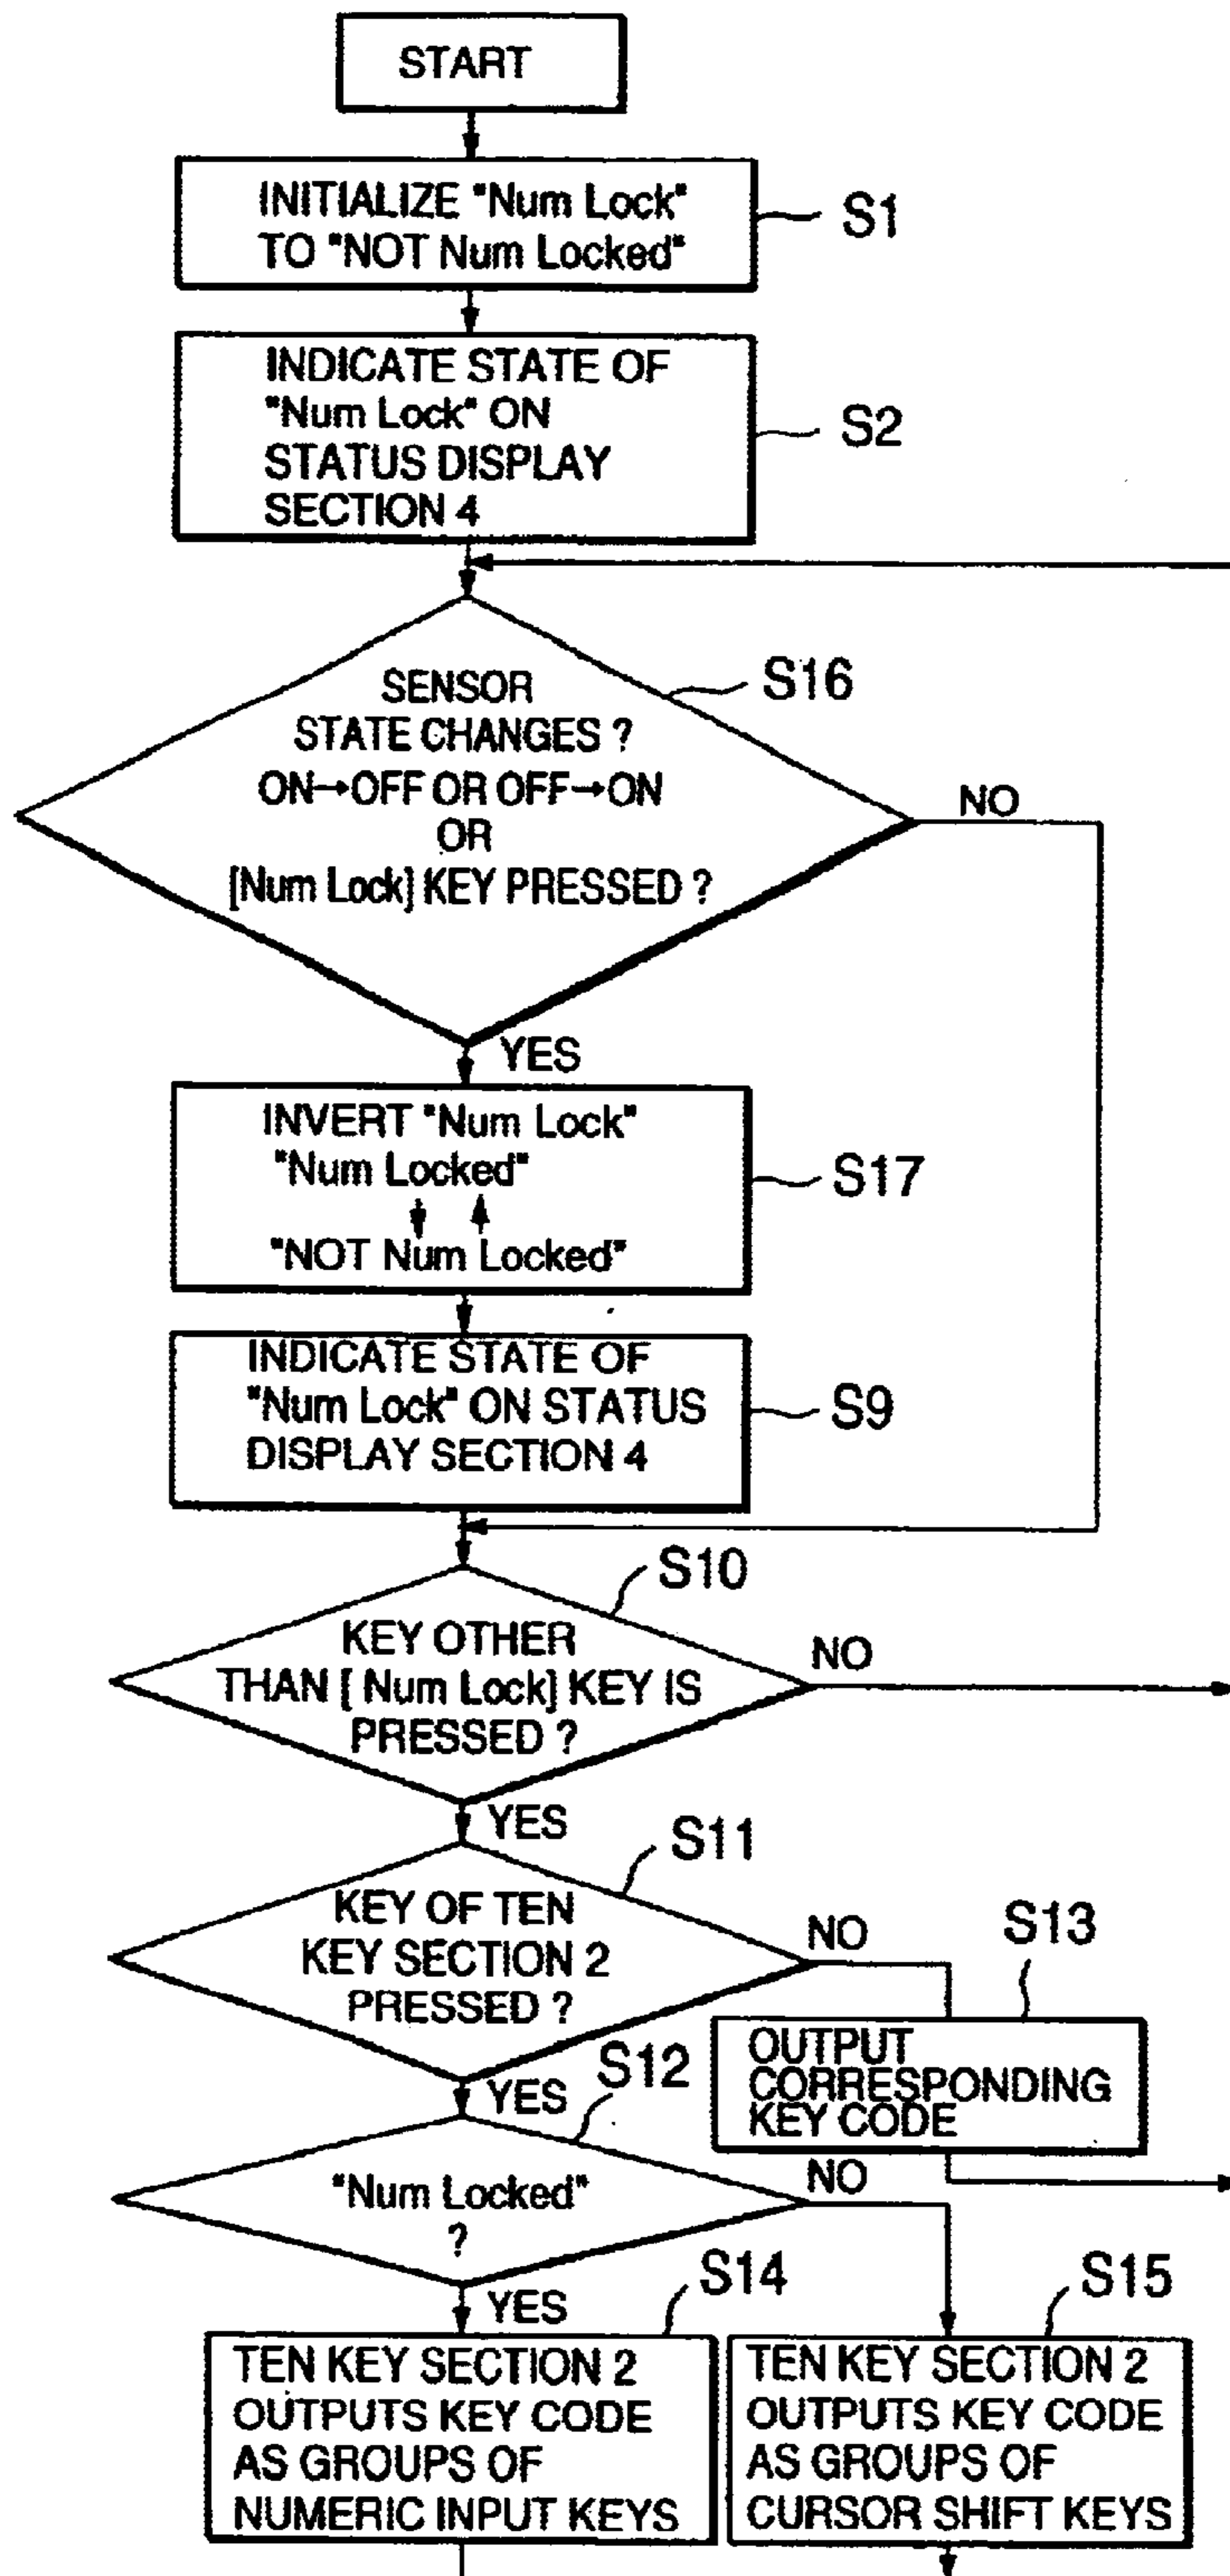 START
INITIALIZE "Num Lock"
TO "NOT Num Locked"
S1
INDICATE STATE OF
"Num Lock" ON
STATUS DISPLAY
SECTION 4
S2
SENSOR
STATE CHANGES ?
ON→OFF OR OFF→ON
OR
[Num Lock] KEY PRESSED ?
S16
NO
YES
INVERT "Num Lock"
"Num Locked"
"NOT Num Locked"
S17
INDICATE STATE OF
"Num Lock" ON STATUS
DISPLAY SECTION 4
S9
S10
KEY OTHER
THAN [ Num Lock] KEY IS
PRESSED ?
NO
YES
S11
KEY OF TEN
KEY SECTION 2
PRESSED ?
NO
S13
OUTPUT
CORRESPONDING
KEY CODE
YES
S12
"Num Locked"
?
NO
YES
S14
TEN KEY SECTION 2
OUTPUTS KEY CODE
AS GROUPS OF
NUMERIC INPUT KEYS
S15
TEN KEY SECTION 2
OUTPUTS KEY CODE
AS GROUPS OF
CURSOR SHIFT KEYS